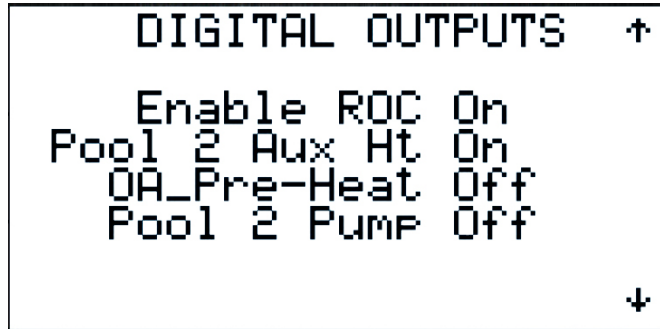 DIGITAL OUTPUTS ↑
Enable ROC On
Pool 2 Aux Ht On
OA_Pre-Heat Off
Pool 2 Pump Off
↓